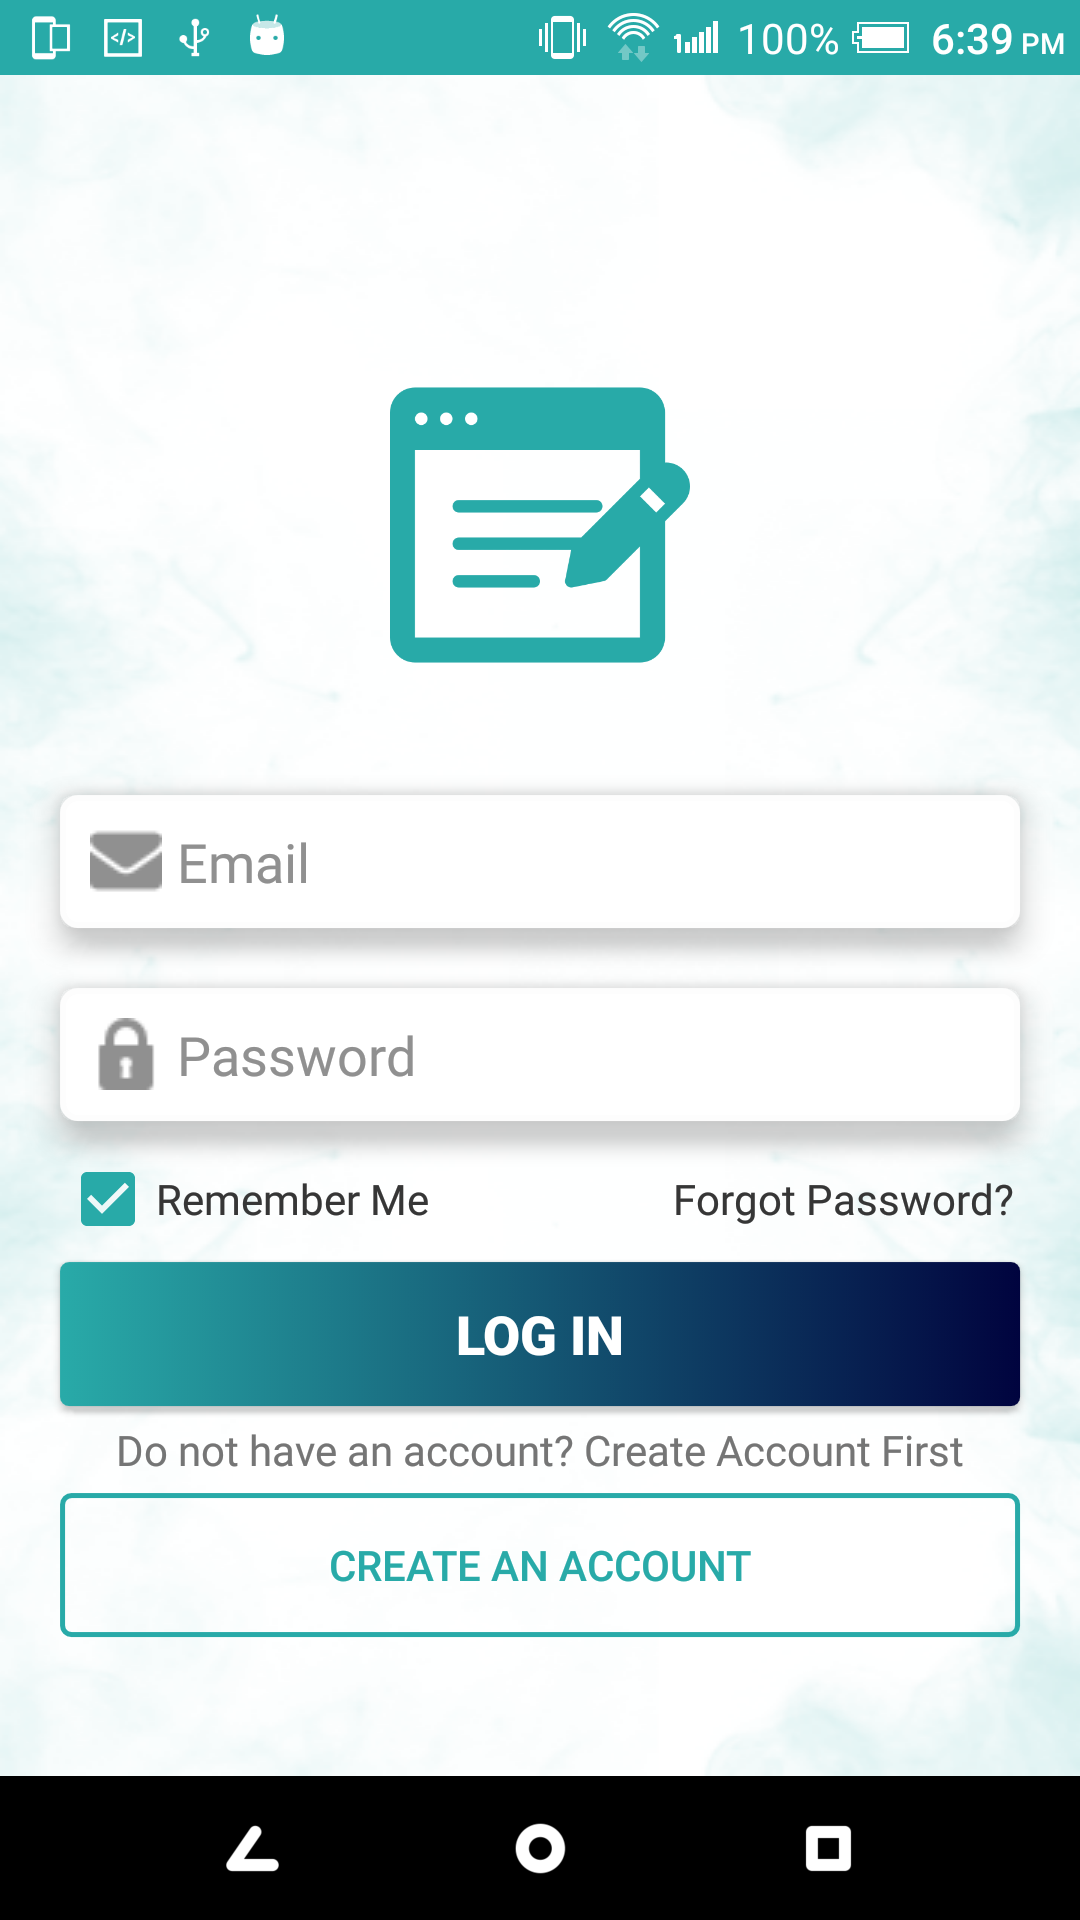 100% 6:39 PM
Email
Password
Remember Me Forgot Password?
LOG IN
Do not have an account? Create Account First
CREATE AN ACCOUNT